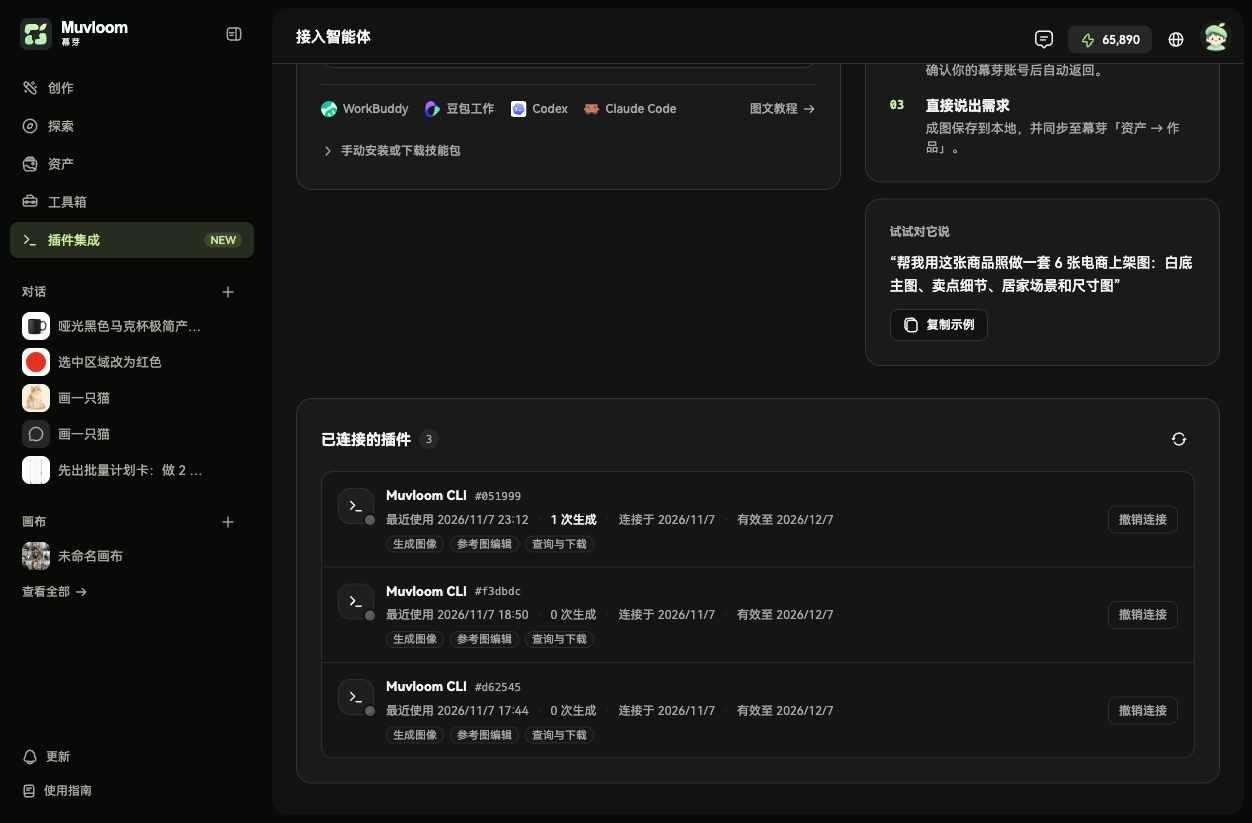 Muvloom
幕芽
创作
探索
资产
工具箱
插件集成 NEW
对话
哑光黑色马克杯极简产…
选中区域改为红色
画一只猫
画一只猫
先出批量计划卡：做 2 …
画布
未命名画布
查看全部 →
更新
使用指南
接入智能体
65,890
WorkBuddy 豆包工作 Codex Claude Code 图文教程 →
手动安装或下载技能包
确认你的幕芽账号后自动返回。
03 直接说出需求
成图保存到本地，并同步至幕芽「资产 → 作
品」。
试试对它说
“帮我用这张商品照做一套 6 张电商上架图：白底
主图、卖点细节、居家场景和尺寸图”
复制示例
已连接的插件 3
Muvloom CLI #051999
最近使用 2026/11/7 23:12 · 1 次生成 · 连接于 2026/11/7 · 有效至 2026/12/7
生成图像 参考图编辑 查询与下载
撤销连接
Muvloom CLI #f3dbdc
最近使用 2026/11/7 18:50 · 0 次生成 · 连接于 2026/11/7 · 有效至 2026/12/7
生成图像 参考图编辑 查询与下载
撤销连接
Muvloom CLI #d62545
最近使用 2026/11/7 17:44 · 0 次生成 · 连接于 2026/11/7 · 有效至 2026/12/7
生成图像 参考图编辑 查询与下载
撤销连接